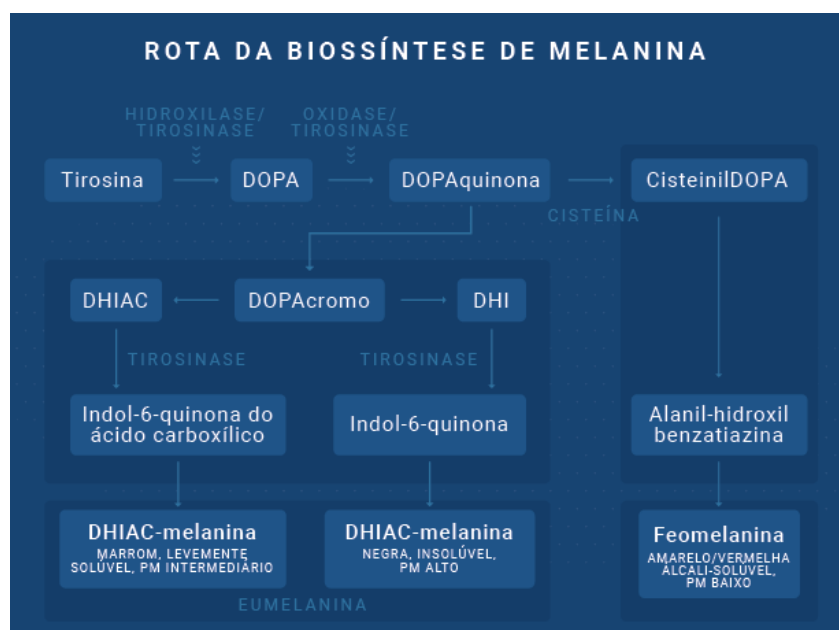 ROTA DA BIOSSÍNTESE DE MELANINA
HIDROXILASE/
TIROSINASE
OXIDASE/
TIROSINASE
Tirosina
DOPA
DOPAquinona
CisteinilDOPA
CISTEÍNA
DHIAC
DOPAcromo
DHI
TIROSINASE
TIROSINASE
Indol-6-quinona do
ácido carboxílico
Indol-6-quinona
Alanil-hidroxil
benzatiazina
DHIAC-melanina
MARROM, LEVEMENTE
SOLÚVEL, PM INTERMEDIÁRIO
DHIAC-melanina
NEGRA, INSOLÚVEL,
PM ALTO
Feomelanina
AMARELO/VERMELHA
ÁLCALI-SOLÚVEL,
PM BAIXO
EUMELANINA